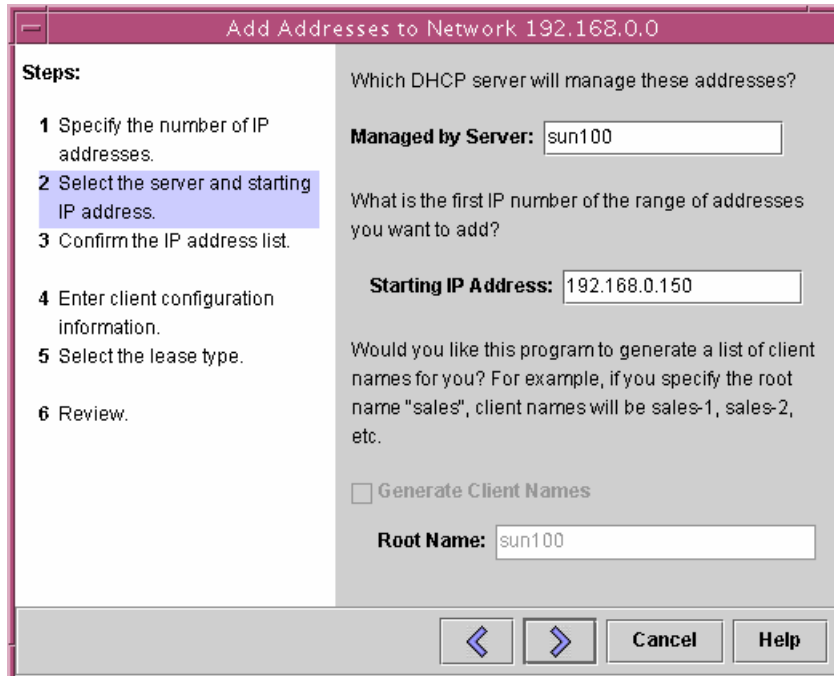 Add Addresses to Network 192.168.0.0
Steps:
1 Specify the number of IP
addresses.
2 Select the server and starting
IP address.
3 Confirm the IP address list.
4 Enter client configuration
information.
5 Select the lease type.
6 Review.
Which DHCP server will manage these addresses?
Managed by Server: sun100
What is the first IP number of the range of addresses
you want to add?
Starting IP Address: 192.168.0.150
Would you like this program to generate a list of client
names for you? For example, if you specify the root
name "sales", client names will be sales-1, sales-2,
etc.
Generate Client Names
Root Name: sun100
Cancel
Help